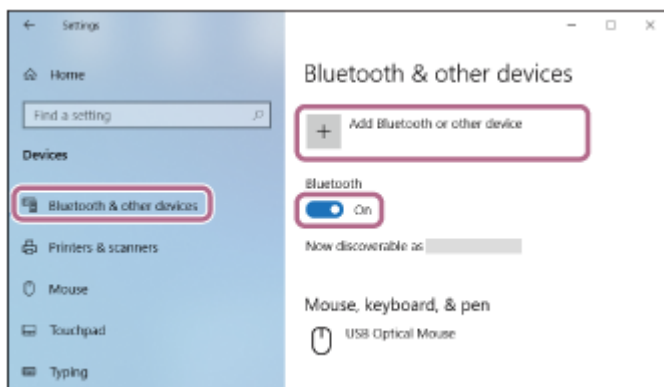 Settings
Home
Find a setting
Devices
Bluetooth & other devices
Printers & scanners
Mouse
Touchpad
Typing
Bluetooth & other devices
Add Bluetooth or other device
Bluetooth
On
Now discoverable as
Mouse, keyboard, & pen
USB Optical Mouse